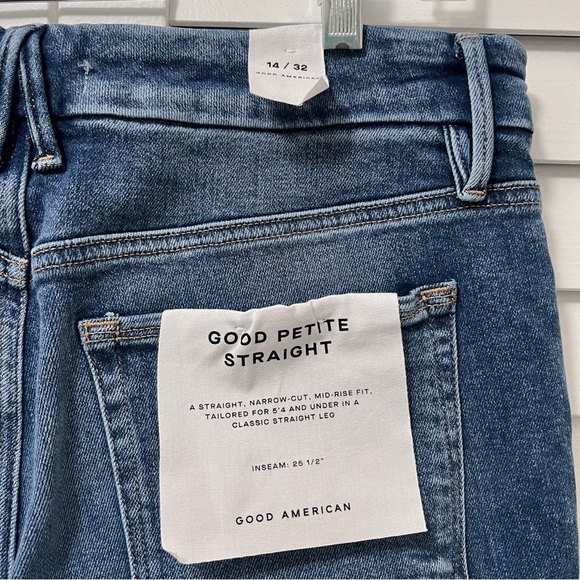 14 / 32
GOOD AMERICAN
GOOD PETITE
STRAIGHT
A STRAIGHT, NARROW-CUT, MID-RISE FIT,
TAILORED FOR 5'4 AND UNDER IN A
CLASSIC STRAIGHT LEG
INSEAM: 25 1/2"
GOOD AMERICAN